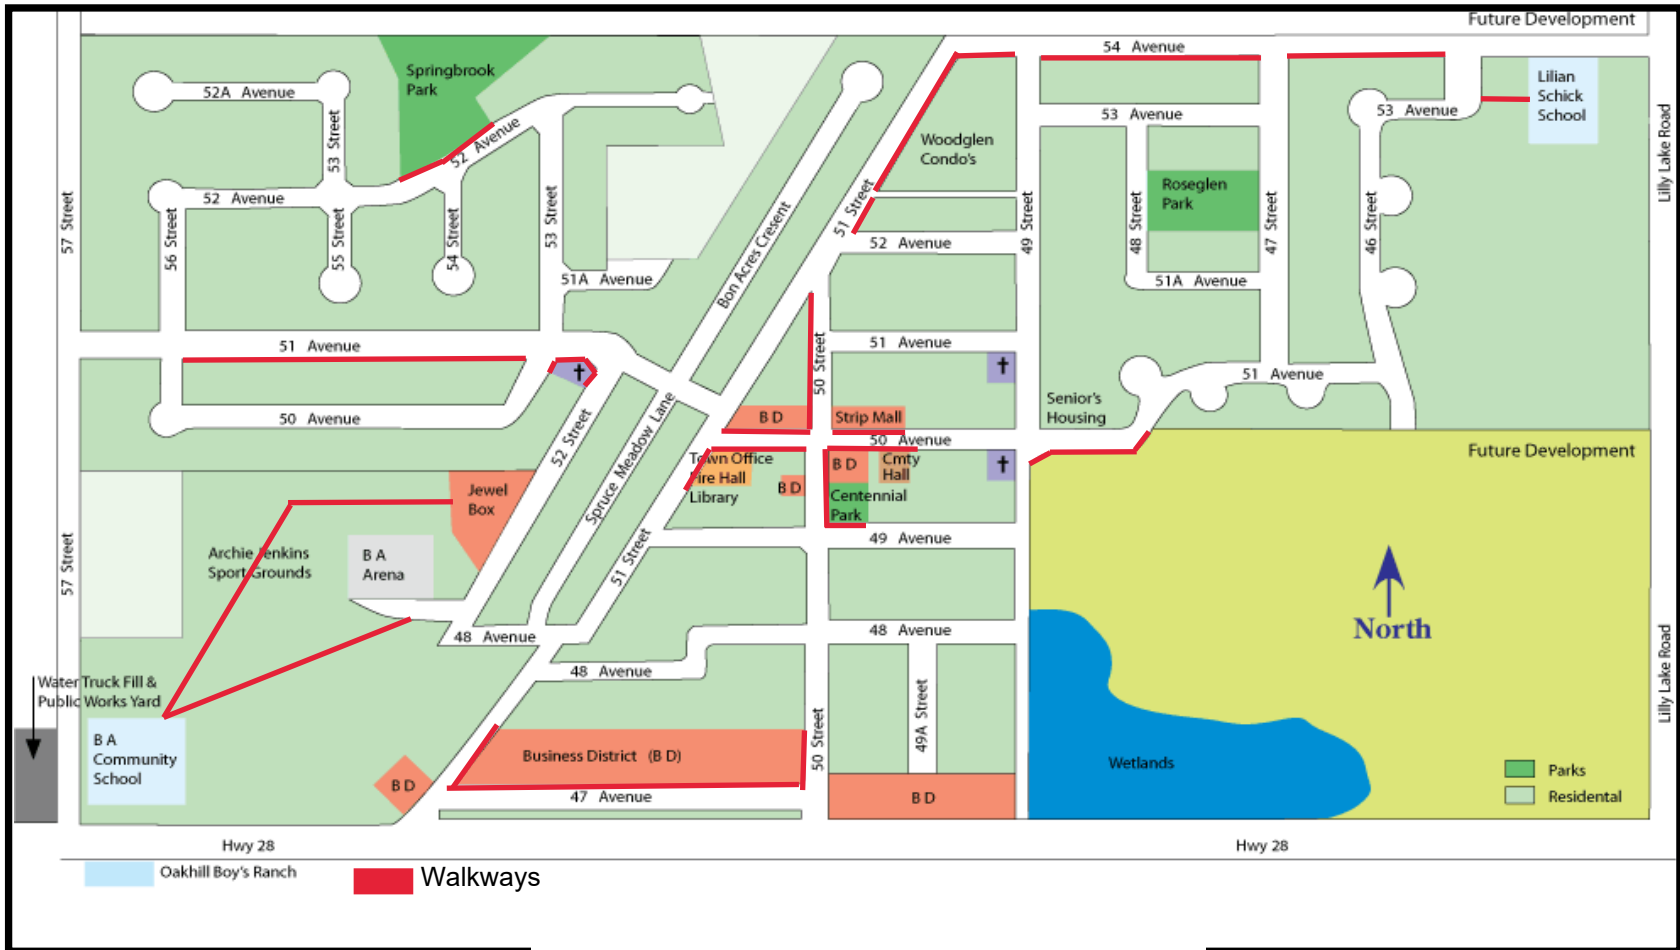 Future Development
54 Avenue
Springbrook
Park
Lilian
Schick
School
52A Avenue
53 Avenue
53 Avenue
52 Avenue
53 Street
Woodglen
Condo's
Lilly Lake Road
Roseglen
Park
52 Avenue
57 Street
56 Street
55 Street
54 Street
53 Street
51 Street
49 Street
48 Street
47 Street
46 Street
52 Avenue
Bon Acres Cresent
51A Avenue
51A Avenue
51 Avenue
50 Street
51 Avenue
51 Avenue
Senior's
Housing
50 Avenue
B D
Strip Mall
50 Avenue
52 Street
Spruce Meadow Lane
Future Development
Town Office
Fire Hall
Library
B D
B D
Cmty
Hall
Centennial
Park
Jewel
Box
57 Street
Archie Jenkins
Sport Grounds
B A
Arena
51 Street
49 Avenue
North
48 Avenue
48 Avenue
48 Avenue
Water Truck Fill &
Public Works Yard
Lilly Lake Road
49A Street
50 Street
B A
Community
School
Business District (B D)
Wetlands
B D
47 Avenue
B D
Parks
Residental
Hwy 28
Hwy 28
Oakhill Boy's Ranch
Walkways